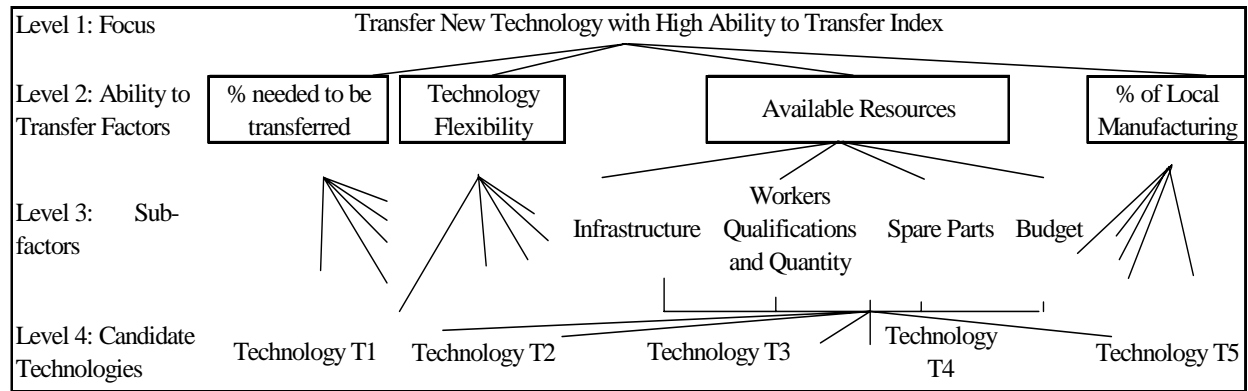 Level 1: Focus
Transfer New Technology with High Ability to Transfer Index
Level 2: Ability to
Transfer Factors
% needed to be
transferred
Technology
Flexibility
Available Resources
% of Local
Manufacturing
Level 3: Sub-
factors
Infrastructure
Workers
Qualifications
and Quantity
Spare Parts
Budget
Level 4: Candidate
Technologies
Technology T1
Technology T2
Technology T3
Technology
T4
Technology T5